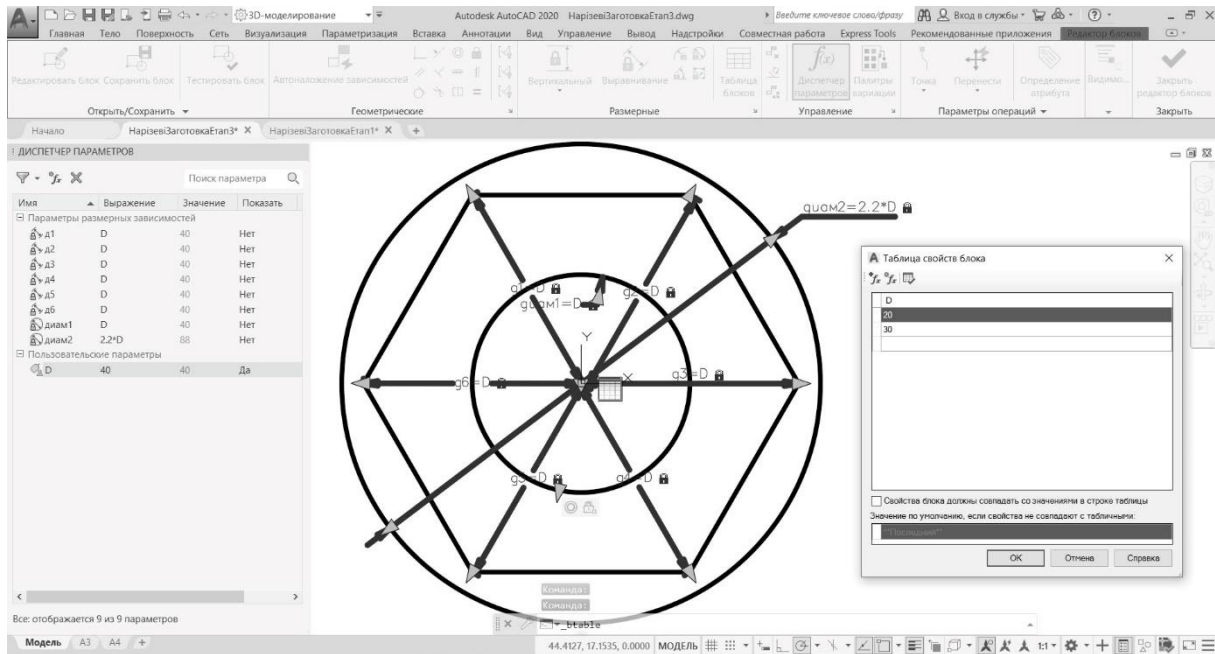 3D-моделирование
Autodesk AutoCAD 2020 НарізевіЗаготовкаЕтап3.dwg
Введите ключевое слово/фразу
Вход в службы
Главная Тело Поверхность Сеть Визуализация Параметризация Вставка Аннотации Вид Управление Вывод Надстройки Совместная работа Express Tools Рекомендованные приложения Редактор блоков
Редактировать блок Сохранить блок Тестировать блок Автоналожение зависимостей Вертикальный Выравнивание Таблица блоков Диспетчер параметров Палитры вариации Точка Перенести Определение атрибута Видимо... Закрыть редактор блоков
Открыть/Сохранить Геометрические Размерные Управление Параметры операций Закрыть
Начало НарізевіЗаготовкаЕтап3* НарізевіЗаготовкаЕтап1* +
ДИСПЕТЧЕР ПАРАМЕТРОВ
Поиск параметра
Имя Выражение Значение Показать
Параметры размерных зависимостей
д1 D 40 Нет
д2 D 40 Нет
д3 D 40 Нет
д4 D 40 Нет
д5 D 40 Нет
д6 D 40 Нет
диам1 D 40 Нет
диам2 2.2*D 88 Нет
Пользовательские параметры
D 40 40 Да
Все: отображается 9 из 9 параметров
диам2=2.2*D
д1=D
д2=D
диам1=D
Y
X
д6=D
д3=D
д5=D
д4=D
Таблица свойств блока
D
20
30
Свойства блока должны совпадать со значениями в строке таблицы
Значение по умолчанию, если свойства не совпадают с табличными:
**Последний**
ОК Отмена Справка
Команда:
Команда:
_btable
Модель А3 А4 +
44.4127, 17.1535, 0.0000 МОДЕЛЬ 1:1